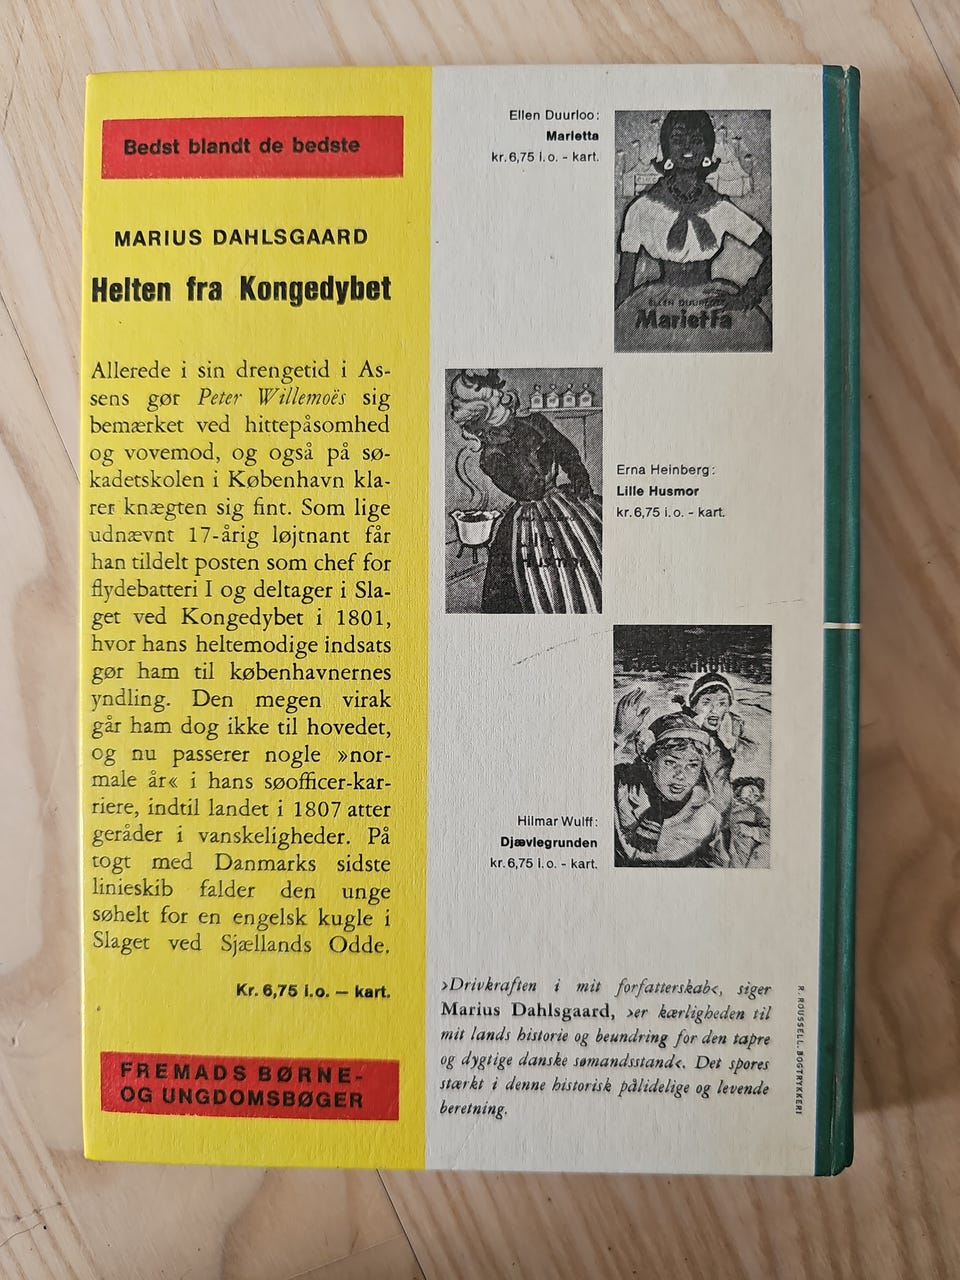 Bedst blandt de bedste
MARIUS DAHLSGAARD
Helten fra Kongedybet
Allerede i sin drengetid i As-
sens gør Peter Willemoës sig
bemærket ved hittepåsomhed
og vovemod, og også på sø-
kadetskolen i København kla-
rer knægten sig fint. Som lige
udnævnt 17-årig løjtnant får
han tildelt posten som chef for
flydebatteri I og deltager i Sla-
get ved Kongedybet i 1801,
hvor hans heltemodige indsats
gør ham til københavnernes
yndling. Den megen virak
går ham dog ikke til hovedet,
og nu passerer nogle »nor-
male år« i hans søofficer-kar-
riere, indtil landet i 1807 atter
geråder i vanskeligheder. På
togt med Danmarks sidste
linieskib falder den unge
søhelt for en engelsk kugle i
Slaget ved Sjællands Odde.
Kr. 6,75 i.o. – kart.
FREMADS BØRNE-
OG UNGDOMSBØGER
Ellen Duurloo:
Marietta
kr. 6,75 i.o. - kart.
ELLEN DUURLOO
Marietta
Erna Heinberg:
Lille Husmor
kr. 6,75 i.o. - kart.
Lille
Husmor
DJÆVLEGRUNDEN
Hilmar Wulff:
Djævlegrunden
kr. 6,75 i.o. - kart.
›Drivkraften i mit forfatterskab‹, siger
Marius Dahlsgaard, ›er kærligheden til
mit lands historie og beundring for den tapre
og dygtige danske sømandsstand‹. Det spores
stærkt i denne historisk pålidelige og levende
beretning.
R. ROUSSELL. BOGTRYKKERI